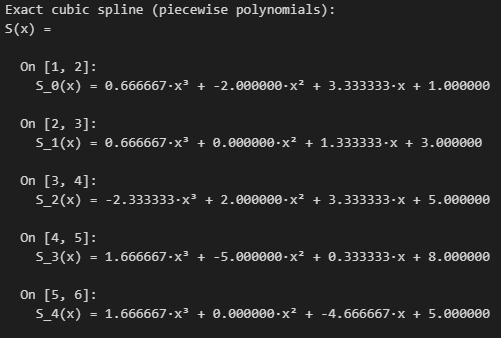 Exact cubic spline (piecewise polynomials):
S(x) =
On [1, 2]:
S_0(x) = 0.666667·x³ + -2.000000·x² + 3.333333·x + 1.000000
On [2, 3]:
S_1(x) = 0.666667·x³ + 0.000000·x² + 1.333333·x + 3.000000
On [3, 4]:
S_2(x) = -2.333333·x³ + 2.000000·x² + 3.333333·x + 5.000000
On [4, 5]:
S_3(x) = 1.666667·x³ + -5.000000·x² + 0.333333·x + 8.000000
On [5, 6]:
S_4(x) = 1.666667·x³ + 0.000000·x² + -4.666667·x + 5.000000